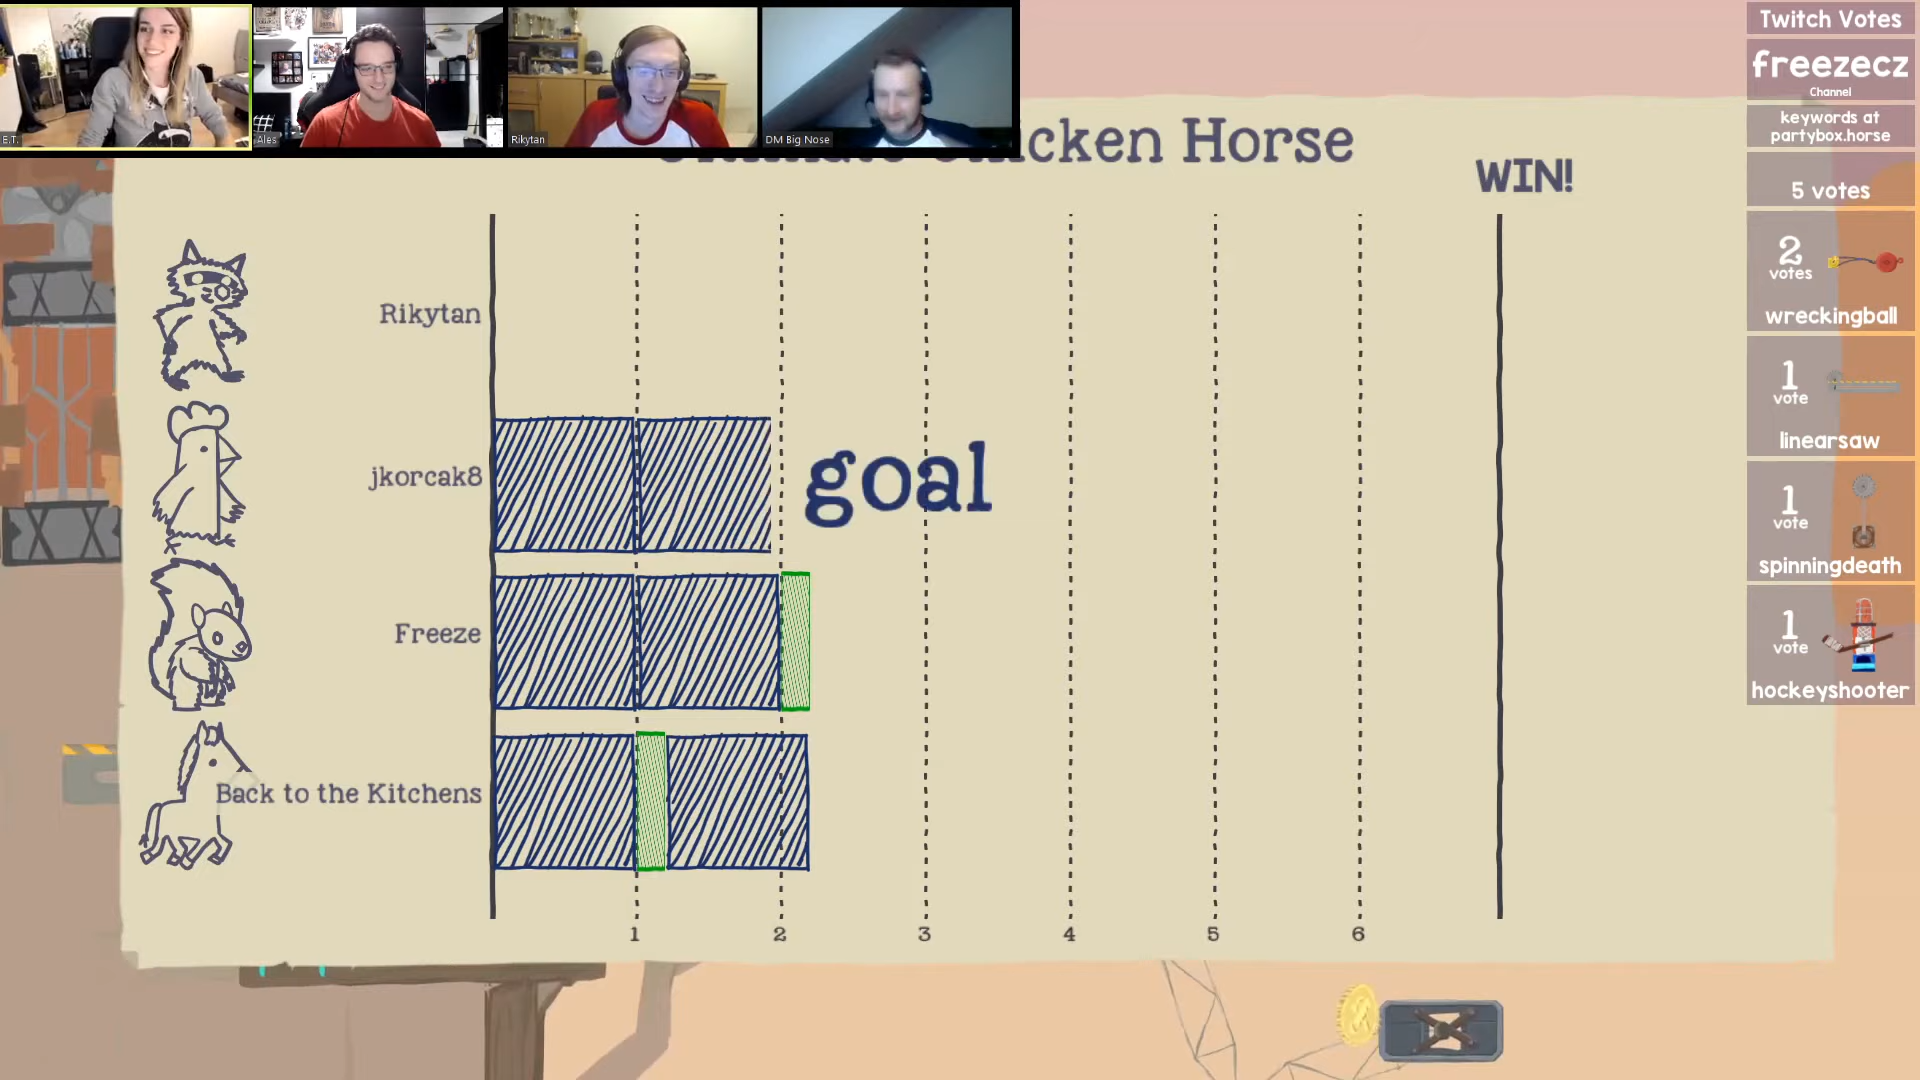 E.T.
Ales
Rikytan
DM Big Nose
Chicken Horse
WIN!
Rikytan
jkorcak8
goal
Freeze
Back to the Kitchens
1 2 3 4 5 6
Twitch Votes
freezecz
Channel
keywords at
partybox.horse
5 votes
2
votes
wreckingball
1
vote
linearsaw
1
vote
spinningdeath
1
vote
hockeyshooter